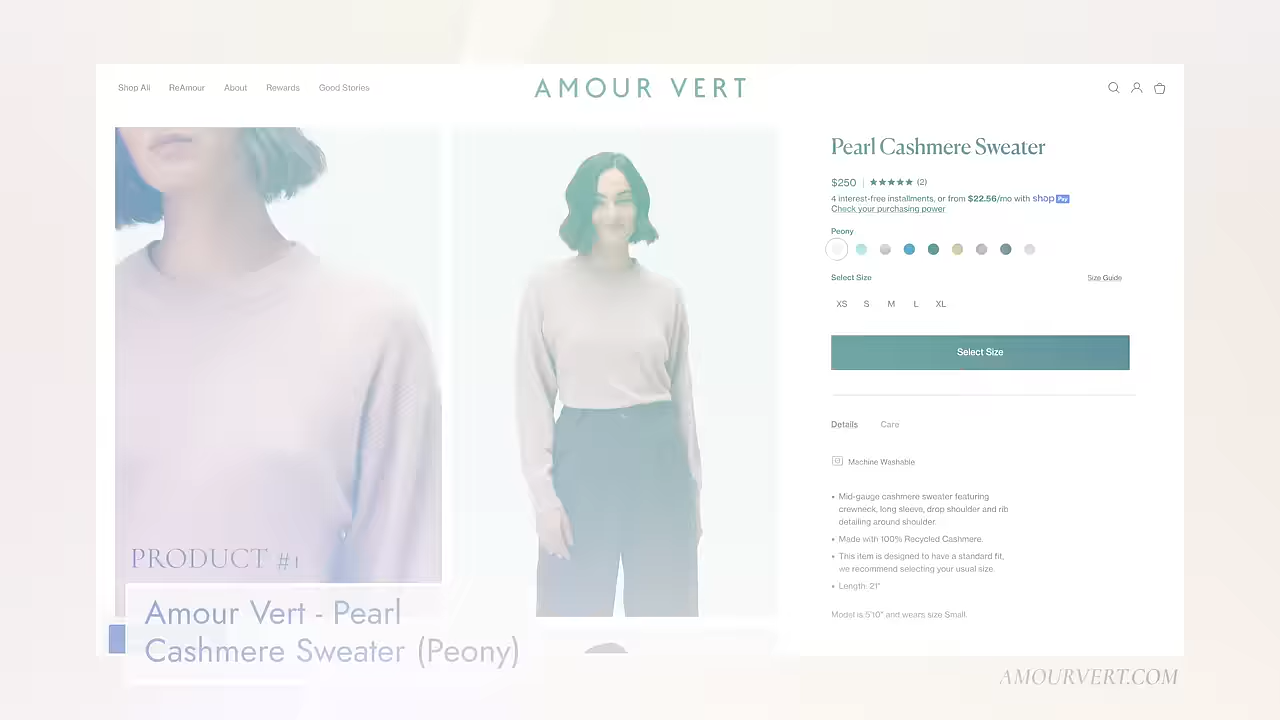 Shop All ReAmour About Rewards Good Stories
AMOUR VERT
Pearl Cashmere Sweater
$250 | ★★★★★ (2)
4 interest-free installments, or from $22.56/mo with shop Pay
Check your purchasing power
Peony
Select Size Size Guide
XS S M L XL
Select Size
Details Care
Machine Washable
• Mid-gauge cashmere sweater featuring
crewneck, long sleeve, drop shoulder and rib
detailing around shoulder.
• Made with 100% Recycled Cashmere.
• This item is designed to have a standard fit,
we recommend selecting your usual size.
• Length: 21"
Model is 5'10" and wears size Small.
PRODUCT #1
Amour Vert - Pearl
Cashmere Sweater (Peony)
AMOURVERT.COM